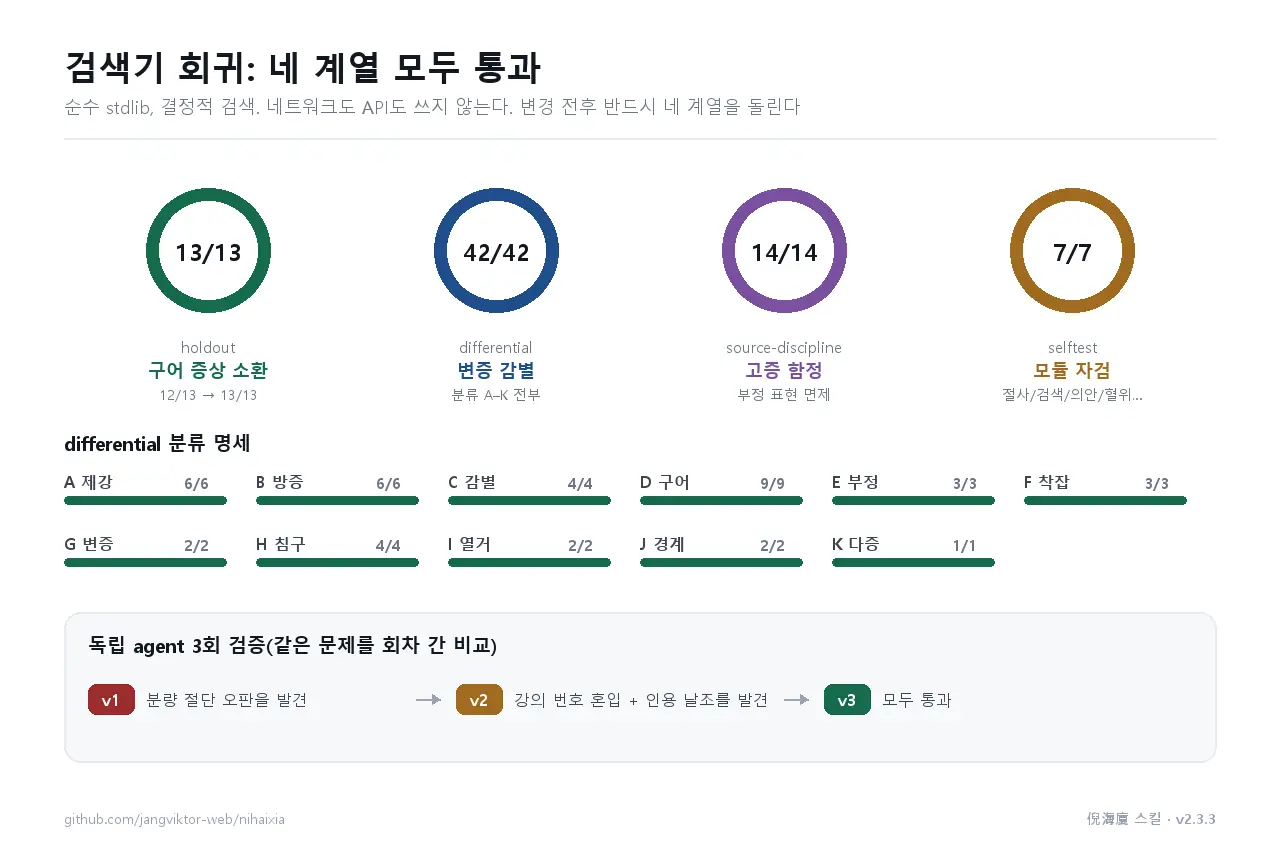 검색기 회귀: 네 계열 모두 통과
순수 stdlib, 결정적 검색. 네트워크도 API도 쓰지 않는다. 변경 전후 반드시 네 계열을 돌린다
13/13
42/42
14/14
7/7
holdout
differential
source-discipline
selftest
구어 증상 소환
변증 감별
고증 함정
모듈 자검
12/13 → 13/13
분류 A–K 전부
부정 표현 면제
절사/검색/의안/혈위…
differential 분류 명세
A 제강 6/6
B 방증 6/6
C 감별 4/4
D 구어 9/9
E 부정 3/3
F 착잡 3/3
G 변증 2/2
H 침구 4/4
I 열거 2/2
J 경계 2/2
K 다증 1/1
독립 agent 3회 검증(같은 문제를 회차 간 비교)
v1 분량 절단 오판을 발견 → v2 강의 번호 혼입 + 인용 날조를 발견 → v3 모두 통과
github.com/jangviktor-web/nihaixia
倪海廈 스킬 · v2.3.3